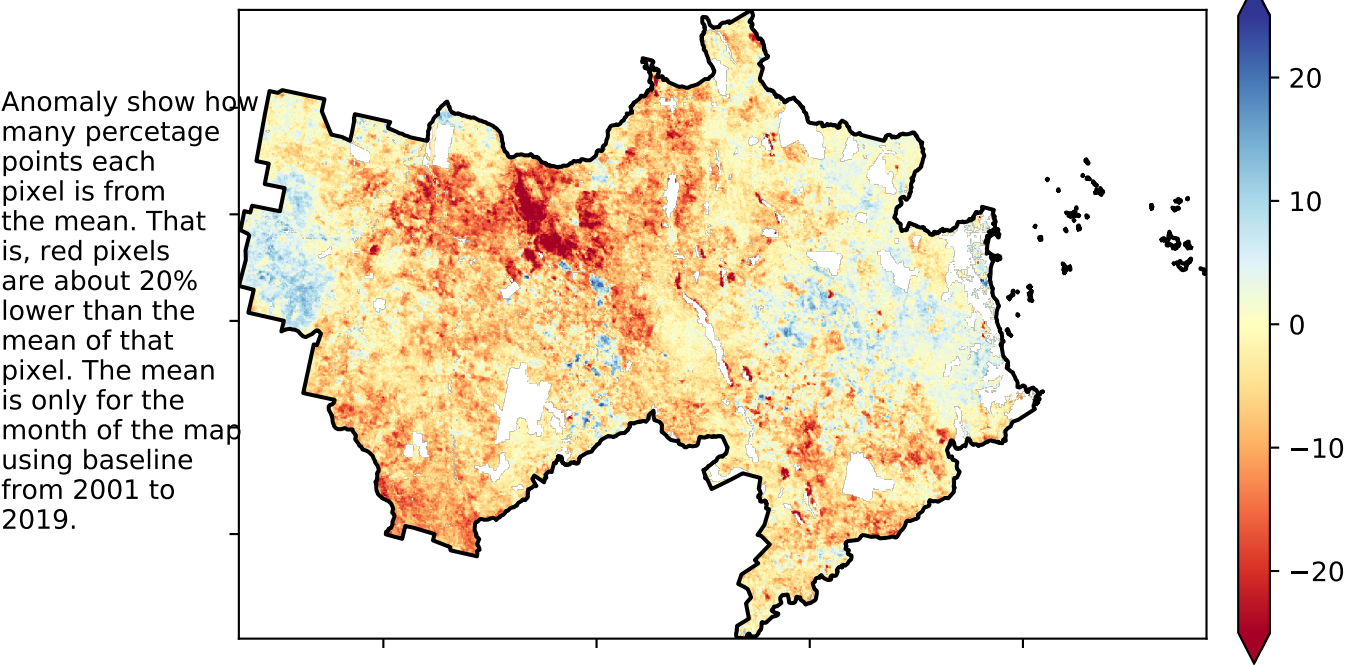 Anomaly show how
many percetage
points each
pixel is from
the mean. That
is, red pixels
are about 20%
lower than the
mean of that
pixel. The mean
is only for the
month of the map
using baseline
from 2001 to
2019.
20
10
0
−10
−20